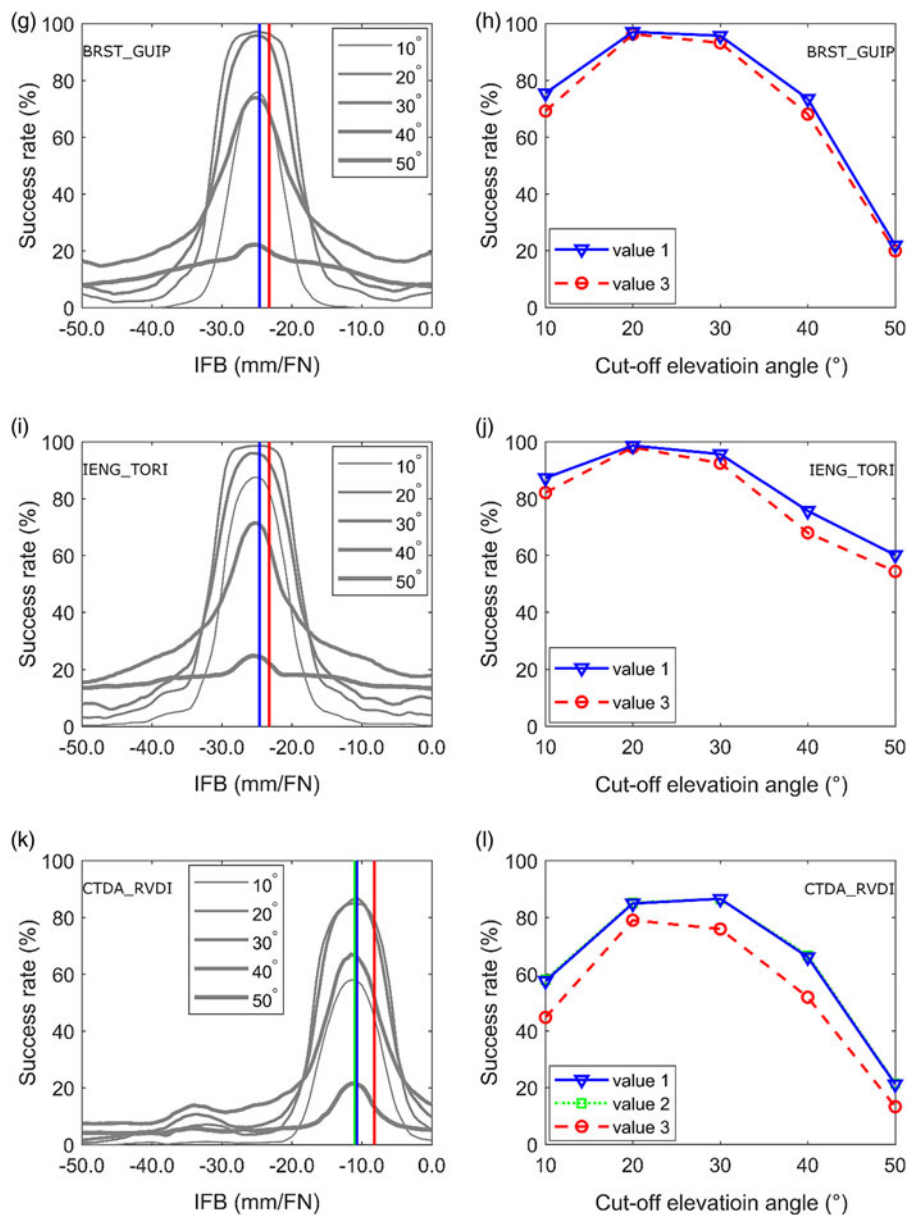 (g)
BRST_GUIP
Success rate (%)
100
80
60
40
20
0
10°
20°
30°
40°
50°
-50.0 -40.0 -30.0 -20.0 -10.0 0.0
IFB (mm/FN)
(h)
BRST_GUIP
Success rate (%)
100
80
60
40
20
0
value 1
value 3
10 20 30 40 50
Cut-off elevatioin angle (°)
(i)
IENG_TORI
Success rate (%)
100
80
60
40
20
0
10°
20°
30°
40°
50°
-50.0 -40.0 -30.0 -20.0 -10.0 0.0
IFB (mm/FN)
(j)
IENG_TORI
Success rate (%)
100
80
60
40
20
0
value 1
value 3
10 20 30 40 50
Cut-off elevatioin angle (°)
(k)
CTDA_RVDI
Success rate (%)
100
80
60
40
20
0
10°
20°
30°
40°
50°
-50.0 -40.0 -30.0 -20.0 -10.0 0.0
IFB (mm/FN)
(l)
CTDA_RVDI
Success rate (%)
100
80
60
40
20
0
value 1
value 2
value 3
10 20 30 40 50
Cut-off elevatioin angle (°)